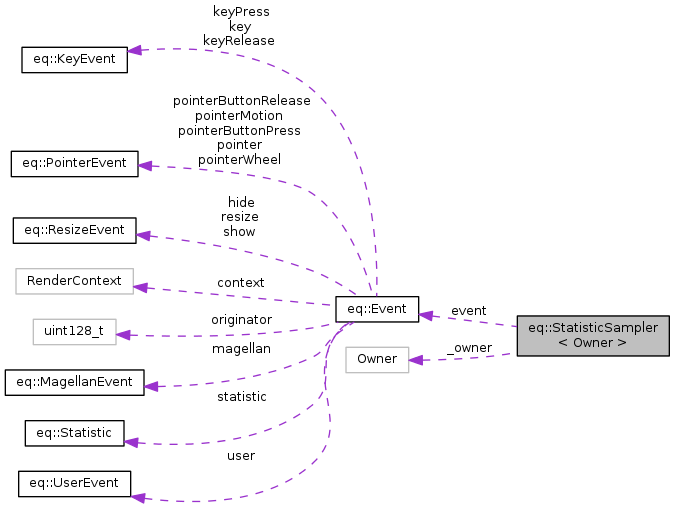 keyPress
key
keyRelease
eq::KeyEvent
pointerButtonRelease
pointerMotion
pointerButtonPress
pointer
pointerWheel
eq::PointerEvent
hide
resize
show
eq::ResizeEvent
context
RenderContext
eq::Event
event
eq::StatisticSampler
< Owner >
originator
uint128_t
magellan
_owner
Owner
eq::MagellanEvent
statistic
eq::Statistic
user
eq::UserEvent